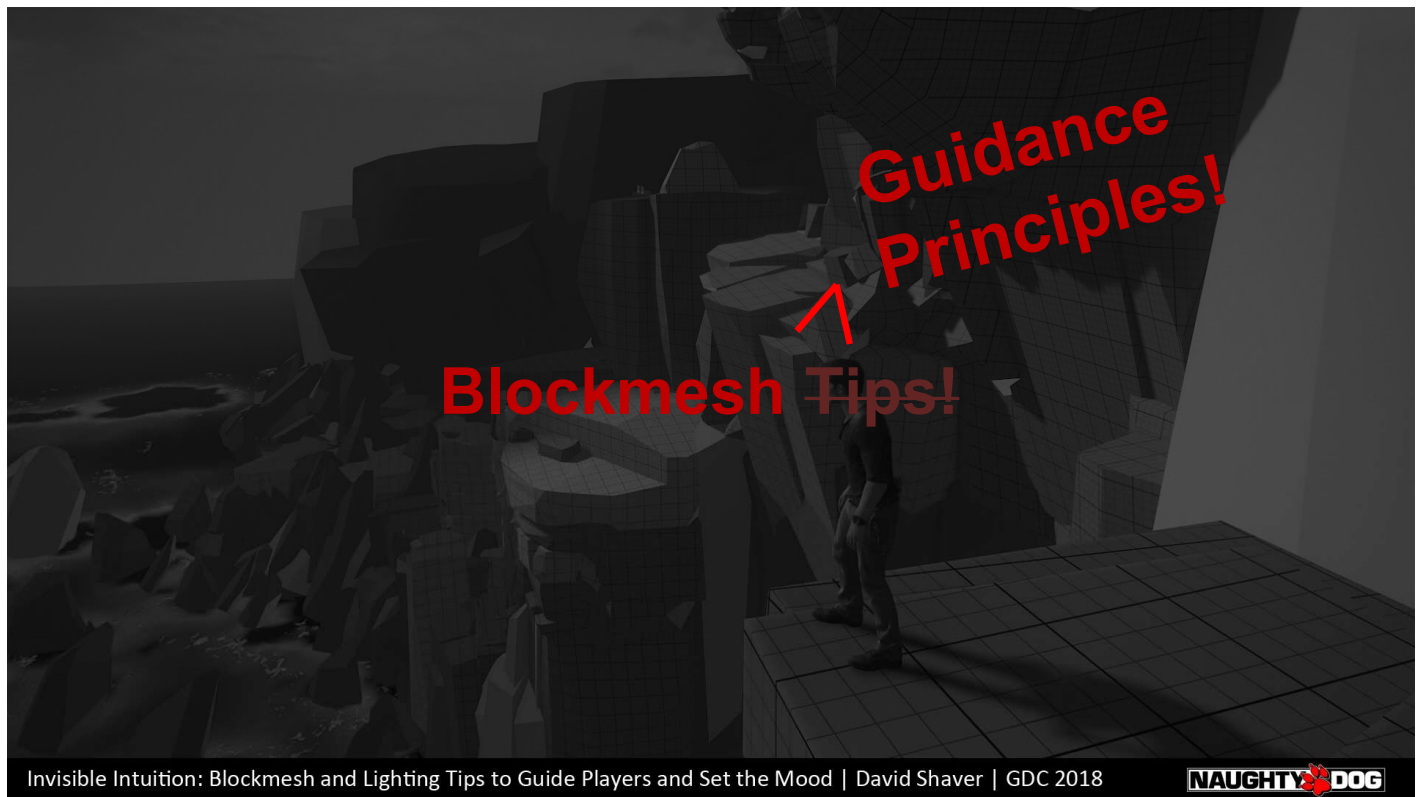 Guidance
Principles!
Blockmesh Tips!
Invisible Intuition: Blockmesh and Lighting Tips to Guide Players and Set the Mood | David Shaver | GDC 2018
NAUGHTY DOG